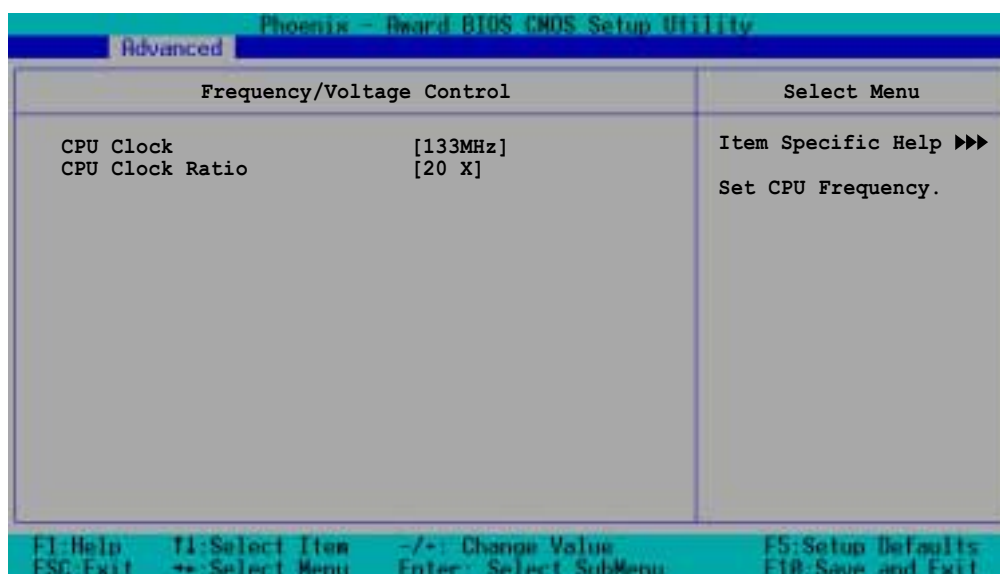 Phoenix - Award BIOS CMOS Setup Utility
Advanced
Frequency/Voltage Control
Select Menu
CPU Clock [133MHz]
CPU Clock Ratio [20 X]
Item Specific Help ▶▶▶
Set CPU Frequency.
F1:Help ↑↓:Select Item -/+: Change Value F5:Setup Defaults
ESC:Exit ←→:Select Menu Enter: Select SubMenu F10:Save and Exit